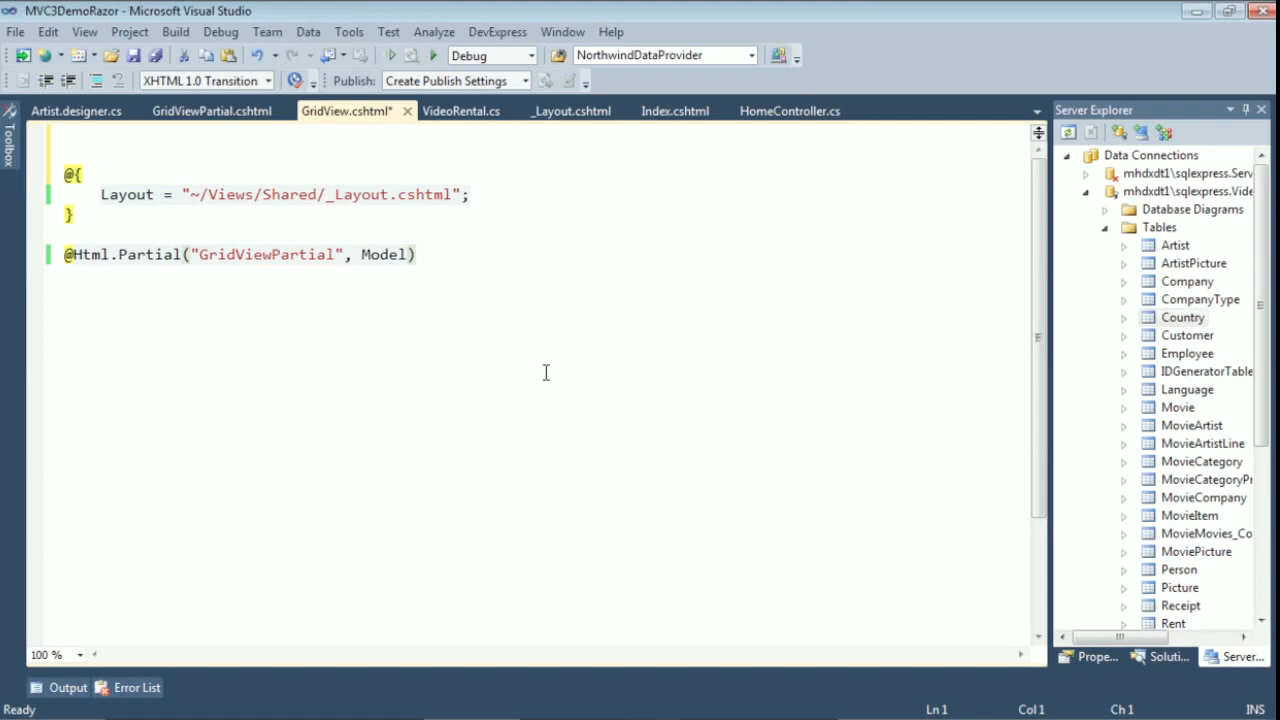 MVC3DemoRazor - Microsoft Visual Studio
File Edit View Project Build Debug Team Data Tools Test Analyze DevExpress Window Help
Debug NorthwindDataProvider
XHTML 1.0 Transition Publish: Create Publish Settings
Artist.designer.cs GridViewPartial.cshtml GridView.cshtml* VideoRental.cs _Layout.cshtml Index.cshtml HomeController.cs
Toolbox
@{
Layout = "~/Views/Shared/_Layout.cshtml";
}
@Html.Partial("GridViewPartial", Model)
100 %
Server Explorer
Data Connections
mhdxdt1\sqlexpress.Serv
mhdxdt1\sqlexpress.Vide
Database Diagrams
Tables
Artist
ArtistPicture
Company
CompanyType
Country
Customer
Employee
IDGeneratorTable
Language
Movie
MovieArtist
MovieArtistLine
MovieCategory
MovieCategoryPr
MovieCompany
MovieItem
MovieMovies_Co
MoviePicture
Person
Picture
Receipt
Rent
Prope... Soluti... Server...
Output Error List
Ready Ln 1 Col 1 Ch 1 INS